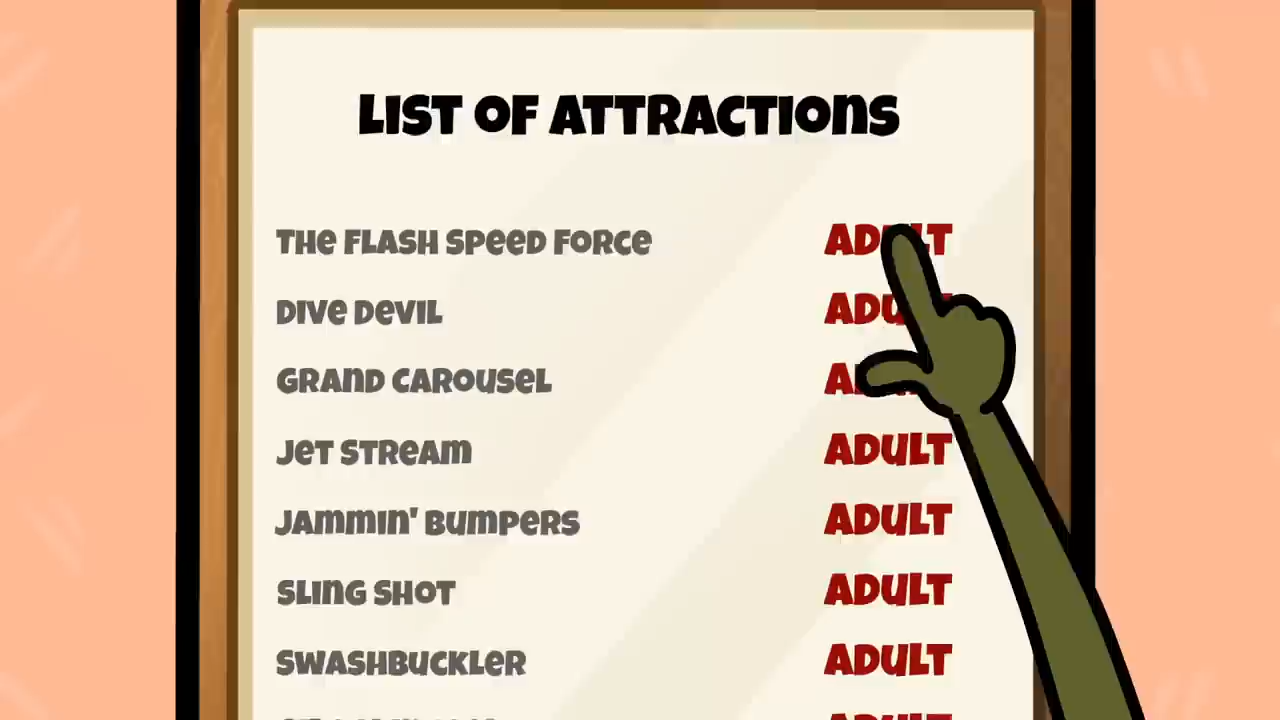 LIST OF ATTRACTIONS
THE FLASH SPEED FORCE ADULT
DIVE DEVIL ADULT
GRAND CAROUSEL
JET STREAM ADULT
JAMMIN' BUMPERS ADULT
SLING SHOT ADULT
SWASHBUCKLER ADULT